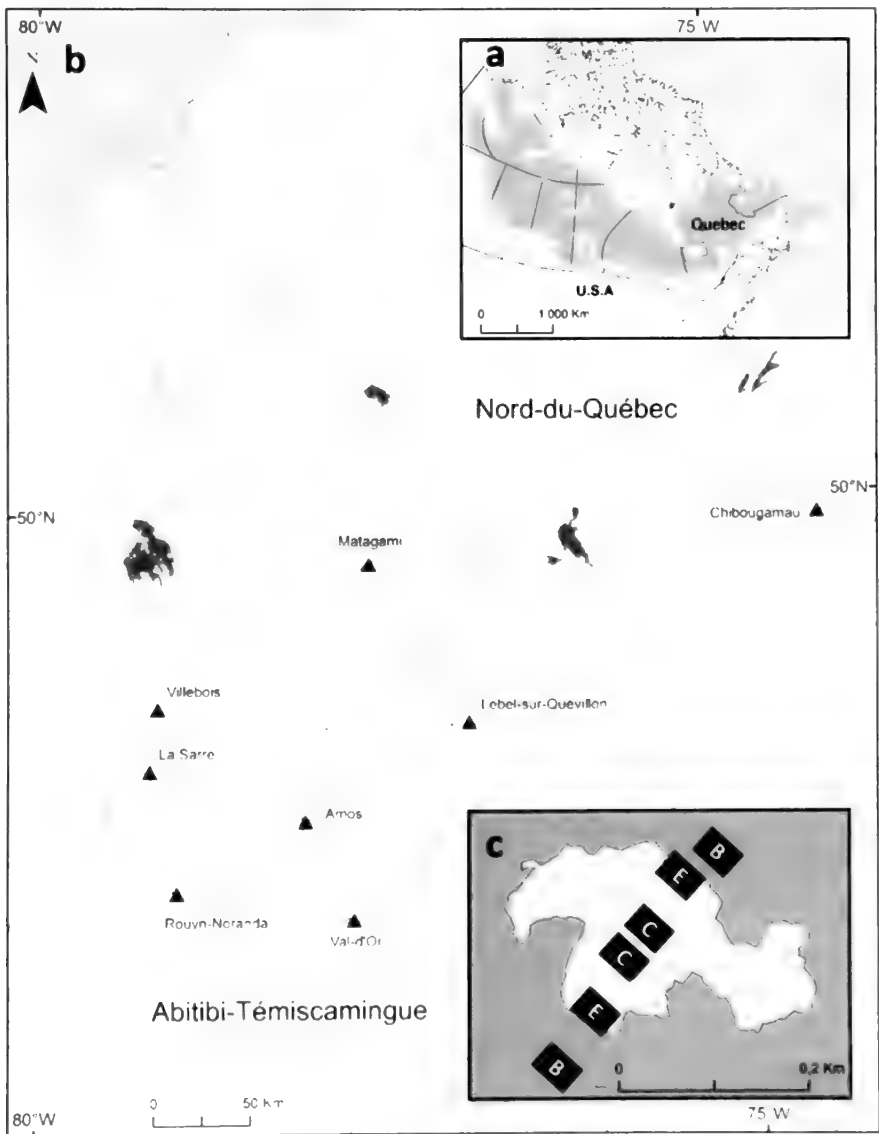 80°W
75°W
b
a
Quebec
U.S.A
0
1 000 Km
Nord-du-Québec
50°N
50°N
Chibougamau
Matagami
Villebois
Lebel-sur-Quévillon
La Sarre
Amos
c
B
E
C
C
E
B
0
0,2 Km
Rouyn-Noranda
Val-d'Or
Abitibi-Témiscamingue
0
50 Km
80°W
75°W